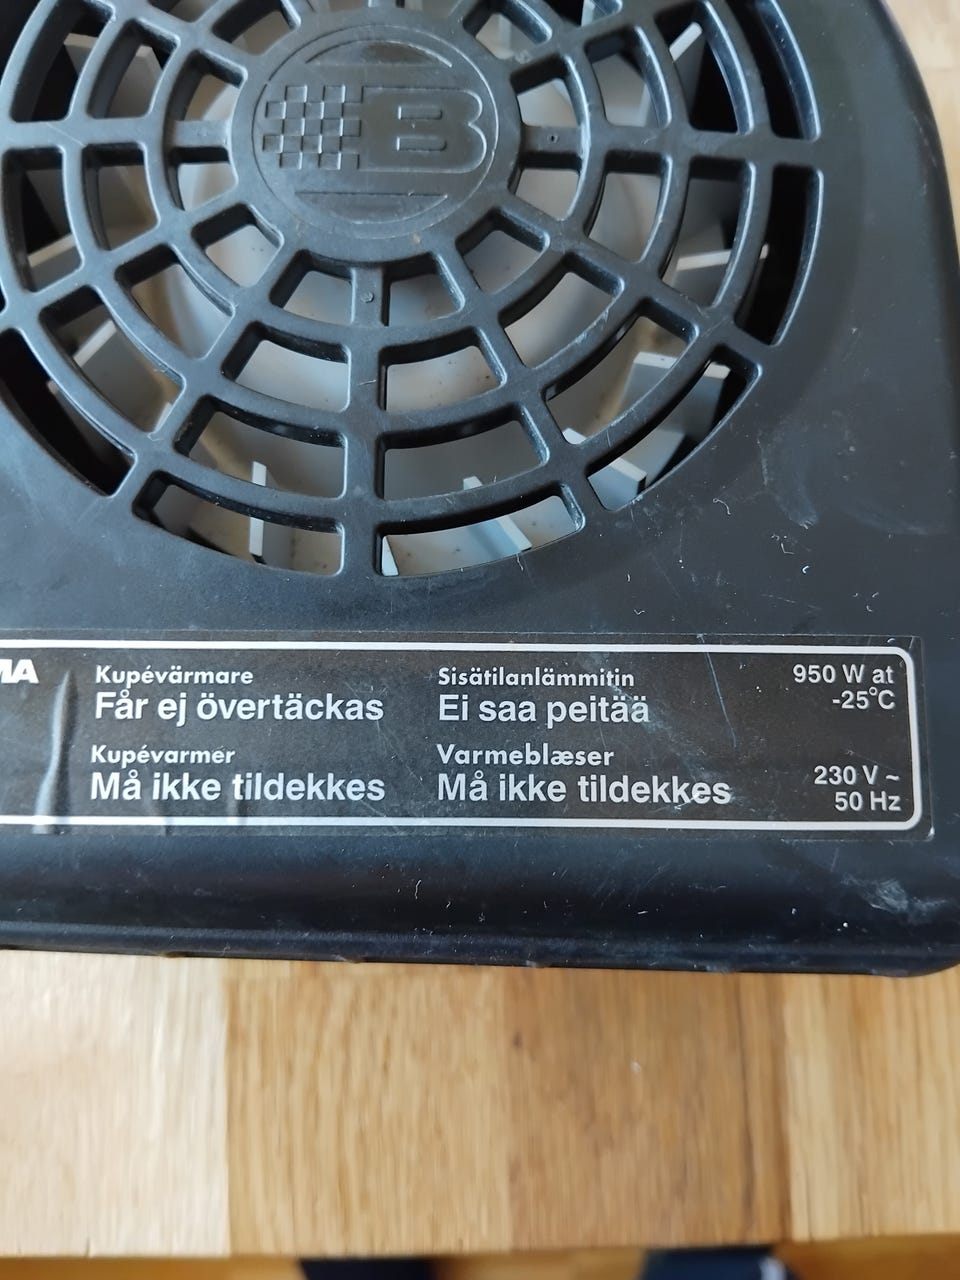 B
MA
Kupévärmare
Får ej övertäckas
Kupévarmer
Må ikke tildekkes
Sisätilanlämmitin
Ei saa peitää
Varmeblæser
Må ikke tildekkes
950 W at
-25°C
230 V ~
50 Hz